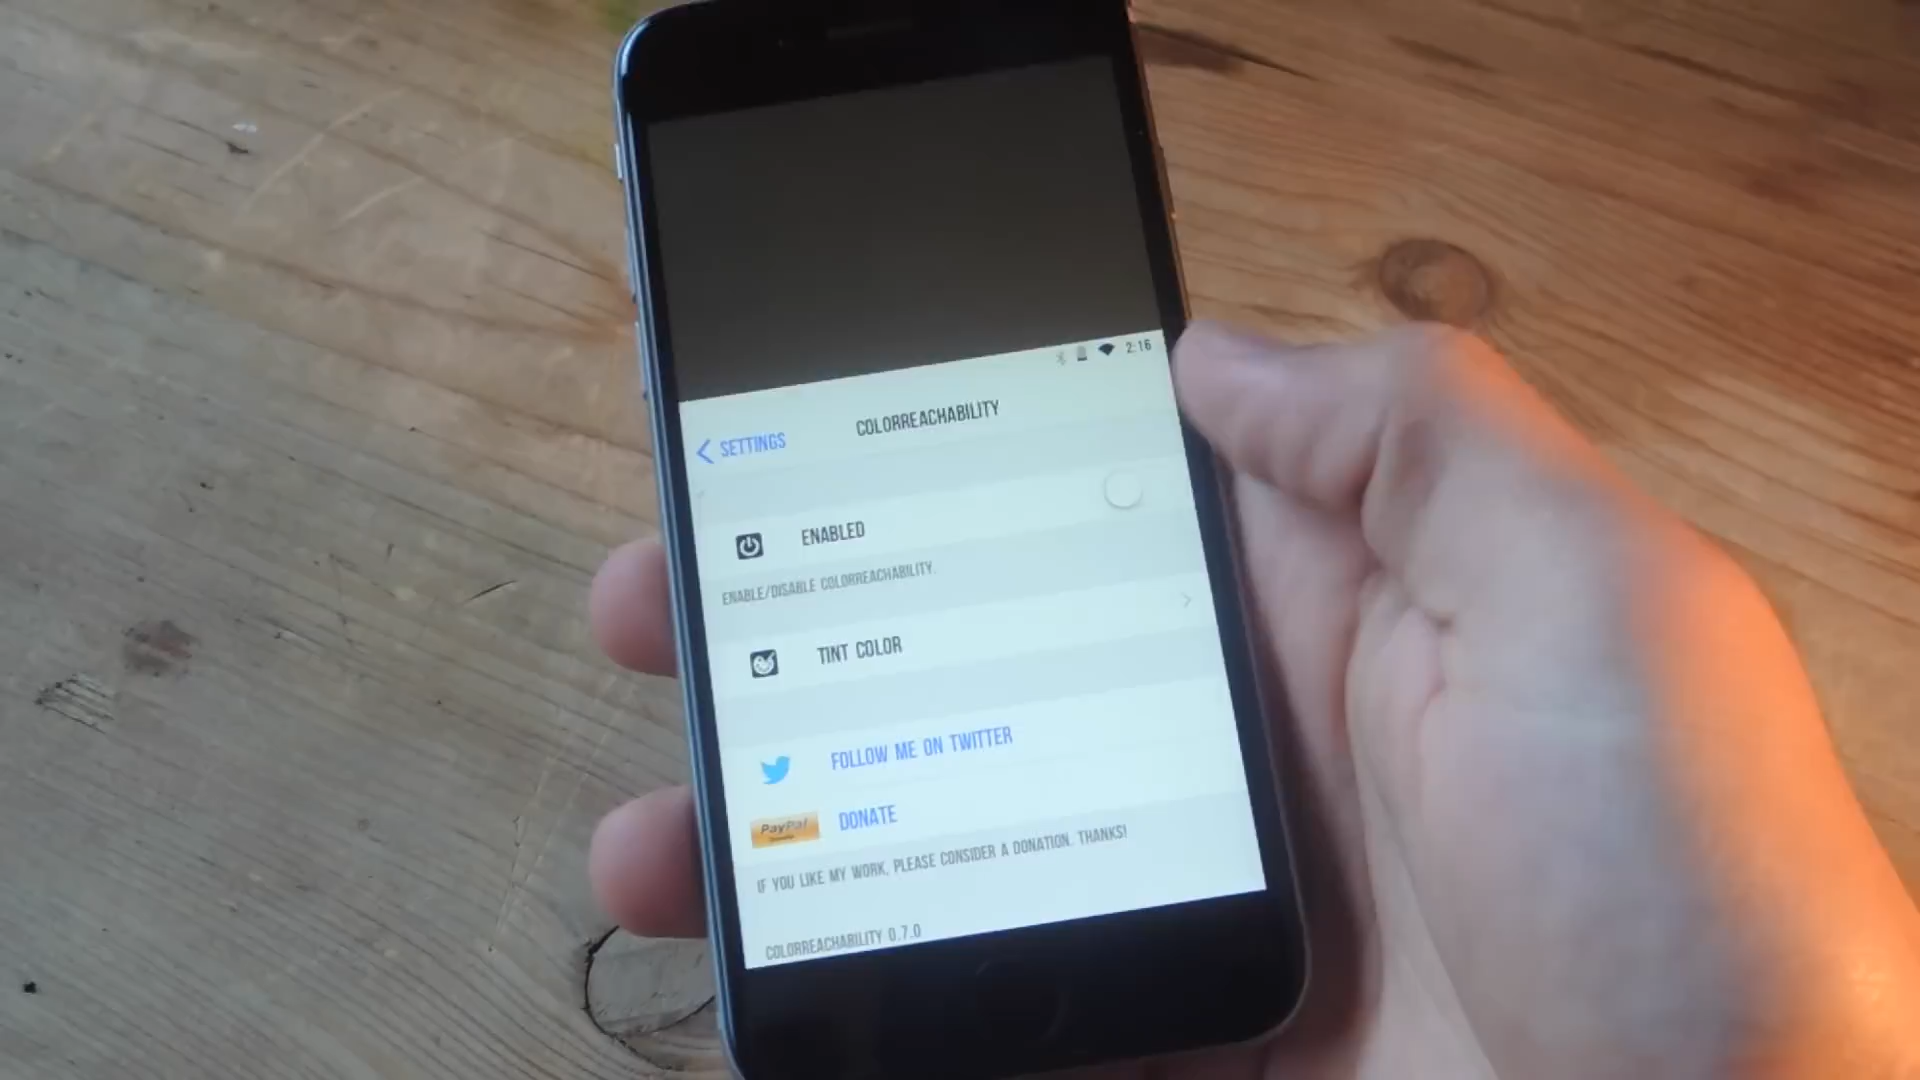 2:16
SETTINGS
COLORREACHABILITY
ENABLED
ENABLE/DISABLE COLORREACHABILITY.
TINT COLOR
FOLLOW ME ON TWITTER
PayPal
DONATE
IF YOU LIKE MY WORK, PLEASE CONSIDER A DONATION. THANKS!
COLORREACHABILITY 0.7.0